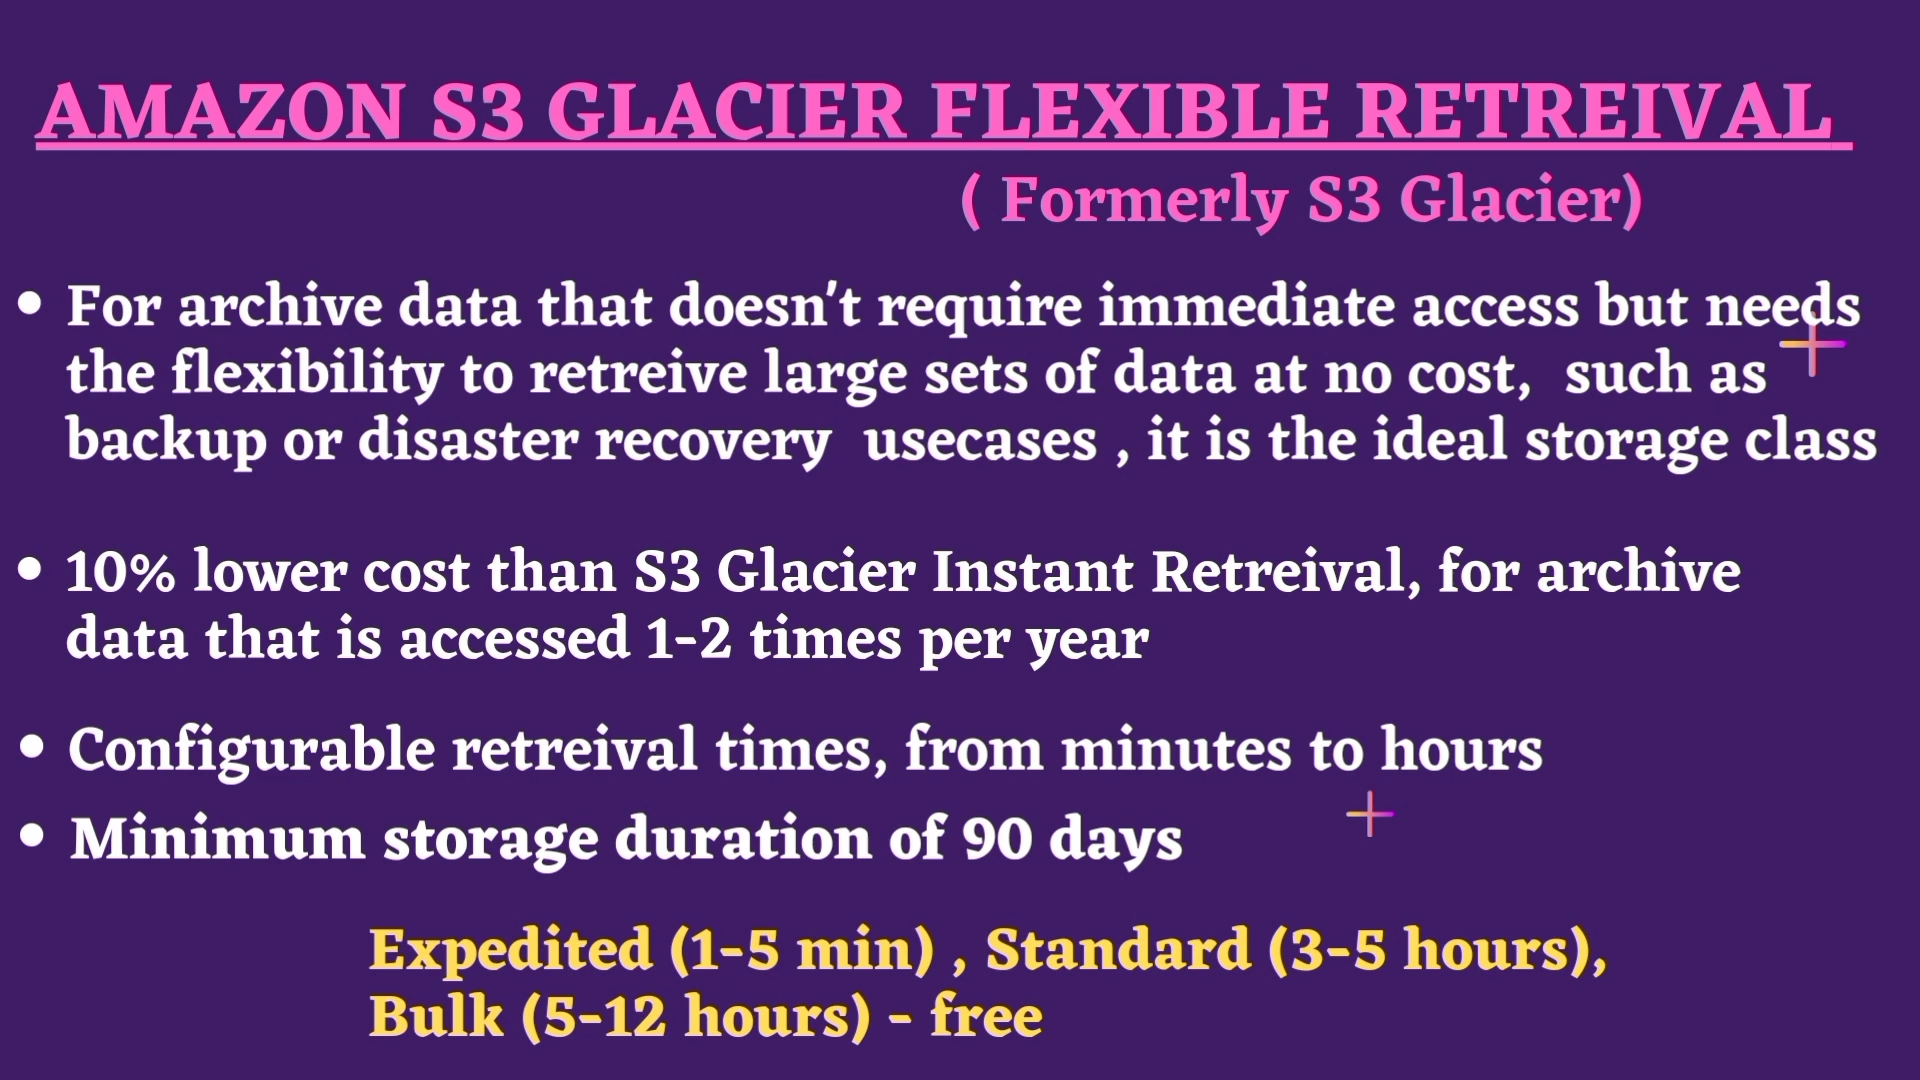 AMAZON S3 GLACIER FLEXIBLE RETREIVAL
( Formerly S3 Glacier)
• For archive data that doesn't require immediate access but needs
the flexibility to retreive large sets of data at no cost, such as
backup or disaster recovery usecases , it is the ideal storage class
• 10% lower cost than S3 Glacier Instant Retreival, for archive
data that is accessed 1-2 times per year
• Configurable retreival times, from minutes to hours
• Minimum storage duration of 90 days
Expedited (1-5 min) , Standard (3-5 hours),
Bulk (5-12 hours) - free